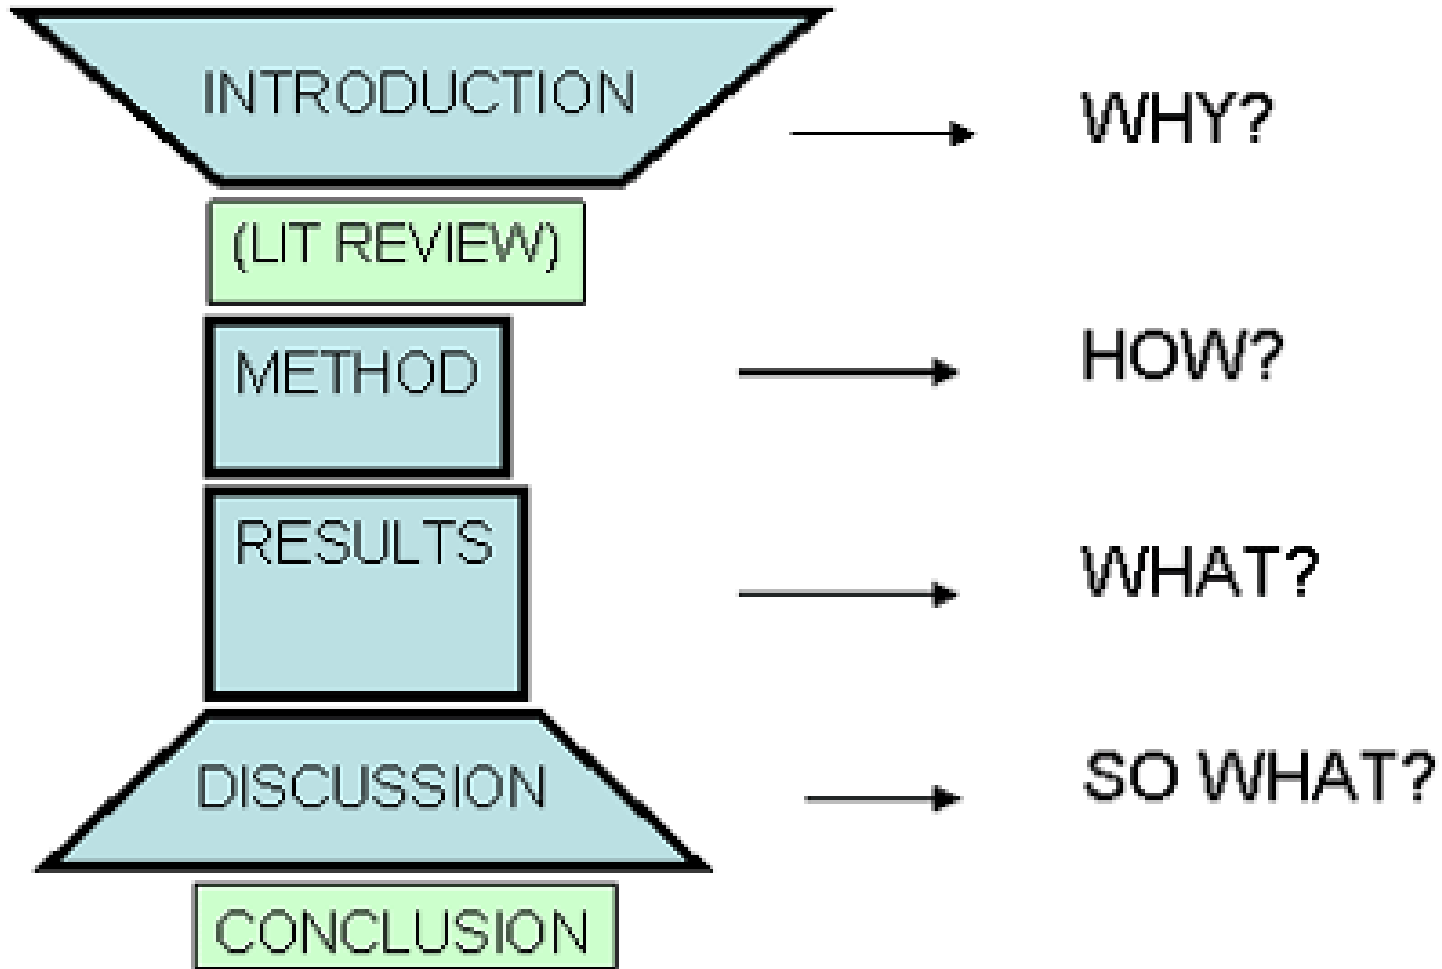 INTRODUCTION
WHY?
(LIT REVIEW)
METHOD
HOW?
RESULTS
WHAT?
DISCUSSION
SO WHAT?
CONCLUSION